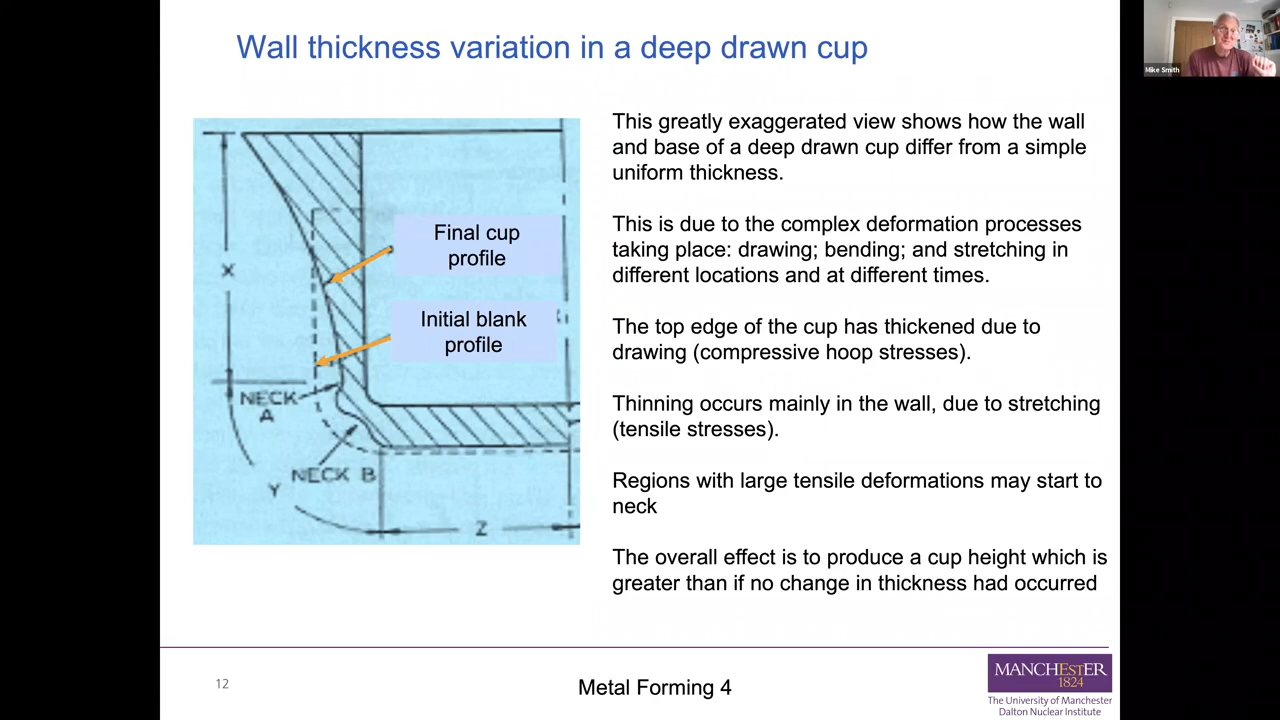 Wall thickness variation in a deep drawn cup
Mike Smith
This greatly exaggerated view shows how the wall
and base of a deep drawn cup differ from a simple
uniform thickness.
This is due to the complex deformation processes
taking place: drawing; bending; and stretching in
different locations and at different times.
The top edge of the cup has thickened due to
drawing (compressive hoop stresses).
Thinning occurs mainly in the wall, due to stretching
(tensile stresses).
Regions with large tensile deformations may start to
neck
The overall effect is to produce a cup height which is
greater than if no change in thickness had occurred
Final cup
profile
X
Initial blank
profile
NECK
A
NECK B
Y
Z
12
Metal Forming 4
MANCHESTER
1824
The University of Manchester
Dalton Nuclear Institute